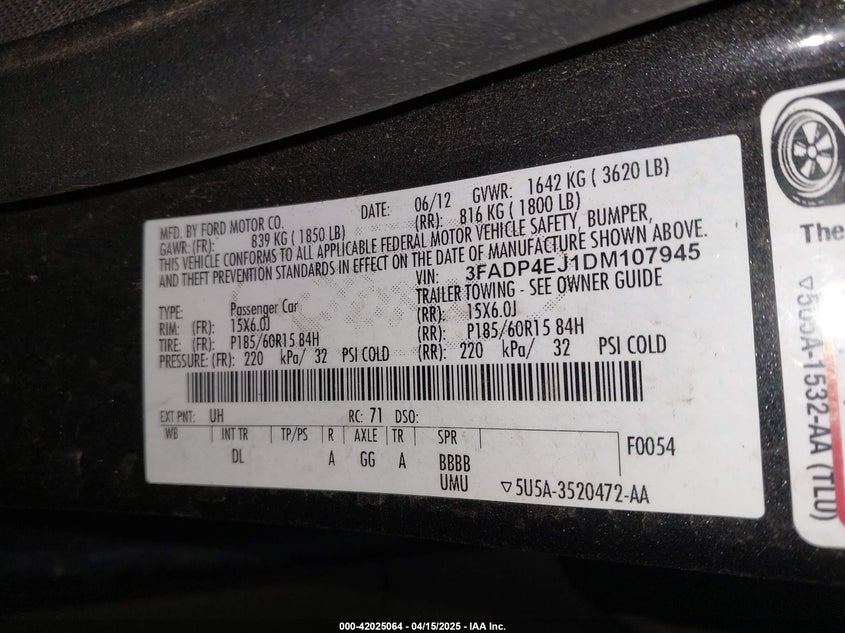 MFD. BY FORD MOTOR CO. DATE: 06/12 GVWR: 1642 KG ( 3620 LB)
GAWR: (FR): 839 KG ( 1850 LB) (RR): 816 KG ( 1800 LB)
THIS VEHICLE CONFORMS TO ALL APPLICABLE FEDERAL MOTOR VEHICLE SAFETY, BUMPER,
AND THEFT PREVENTION STANDARDS IN EFFECT ON THE DATE OF MANUFACTURE SHOWN ABOVE.
VIN: 3FADP4EJ1DM107945
TYPE: Passenger Car TRAILER TOWING - SEE OWNER GUIDE
RIM: (FR): 15X6.0J (RR): 15X6.0J
TIRE: (FR): P185/60R15 84H (RR): P185/60R15 84H
PRESSURE: (FR): 220 kPa/ 32 PSI COLD (RR): 220 kPa/ 32 PSI COLD
EXT PNT: UH RC: 71 DSO:
WB INT TR TP/PS R AXLE TR SPR F0054
DL A GG A BBBB
UMU ▽5U5A-3520472-AA
The
▽5U5A-1532-AA (TL0)
000-42025064 - 04/15/2025 - IAA Inc.